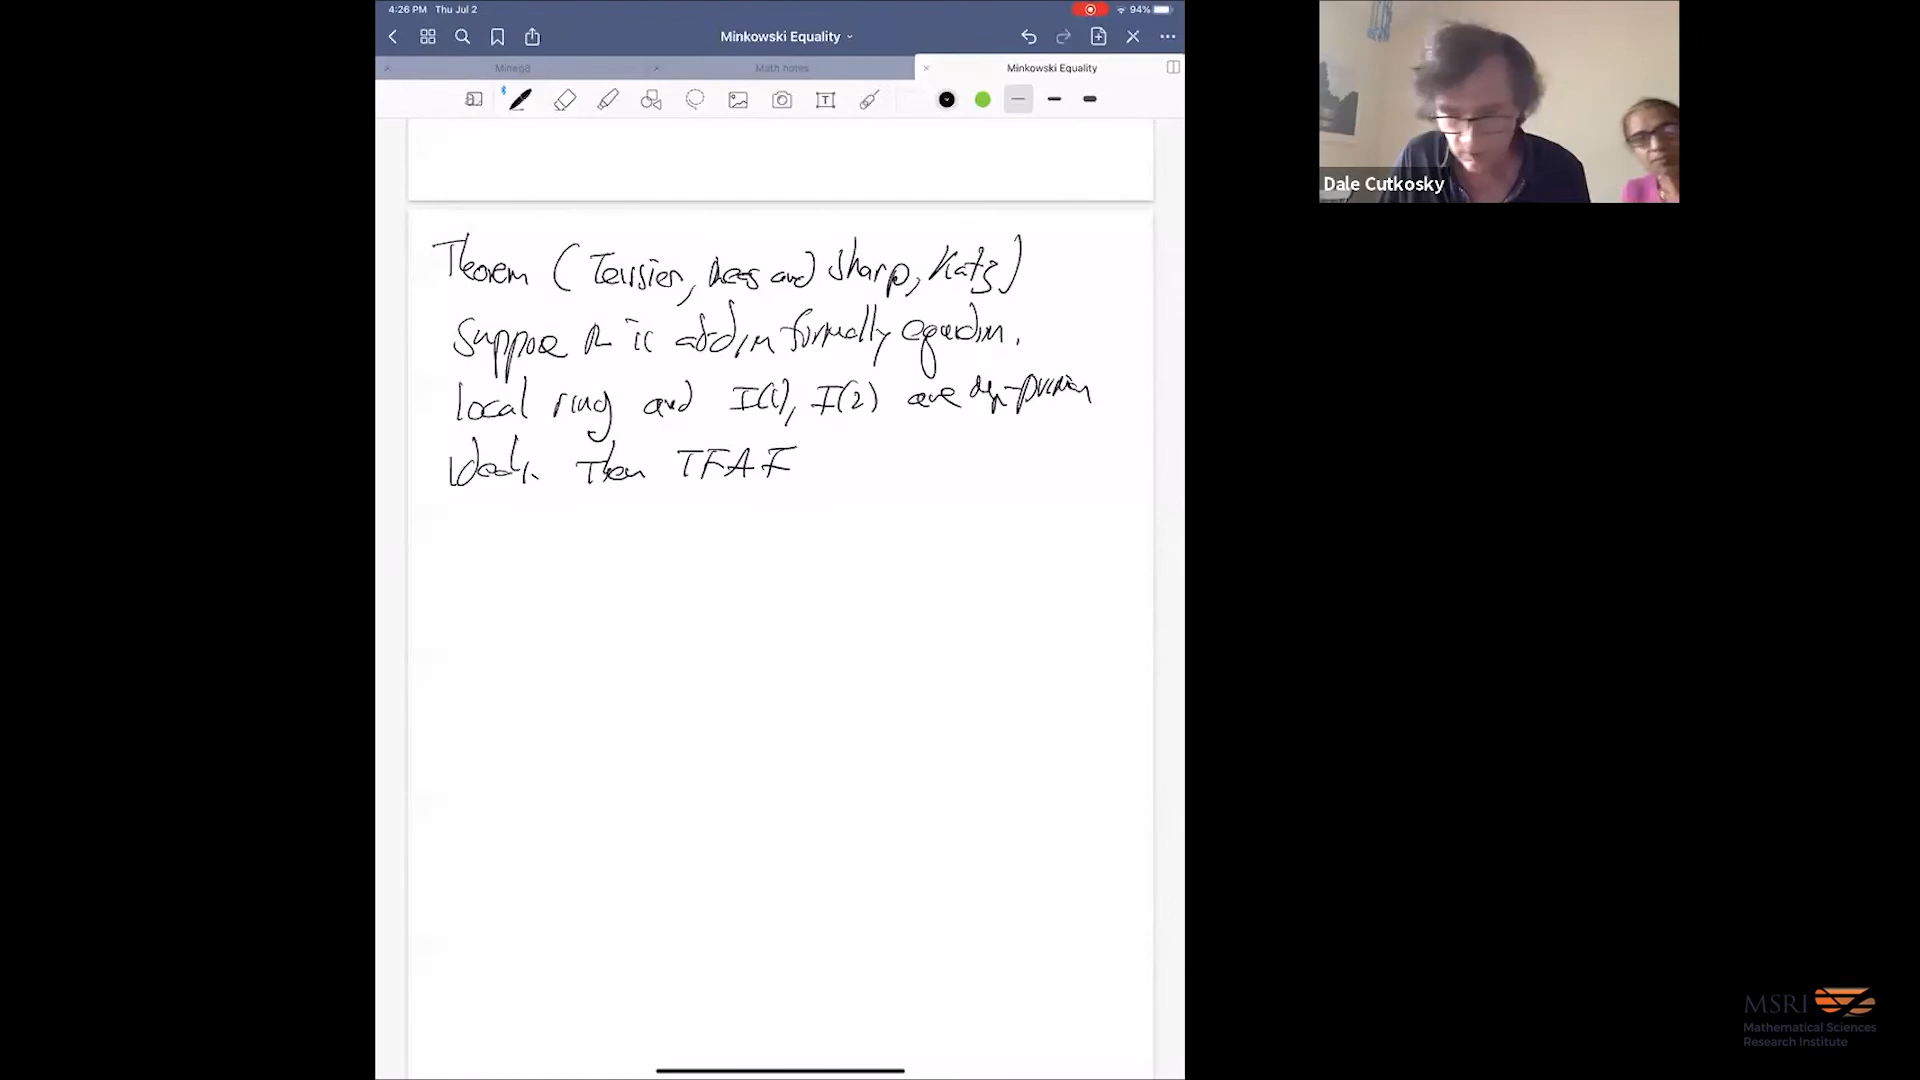 4:26 PM Thu Jul 2
94%
Minkowski Equality
Mineq8
Math notes
Minkowski Equality
Theorem (Teissier, Rees and Sharp, Katz)
Suppose R is a d dim formally equidim.
local ring and I(1), I(2) are m_R-primary
ideals. Then TFAE
Dale Cutkosky
MSRI
Mathematical Sciences
Research Institute